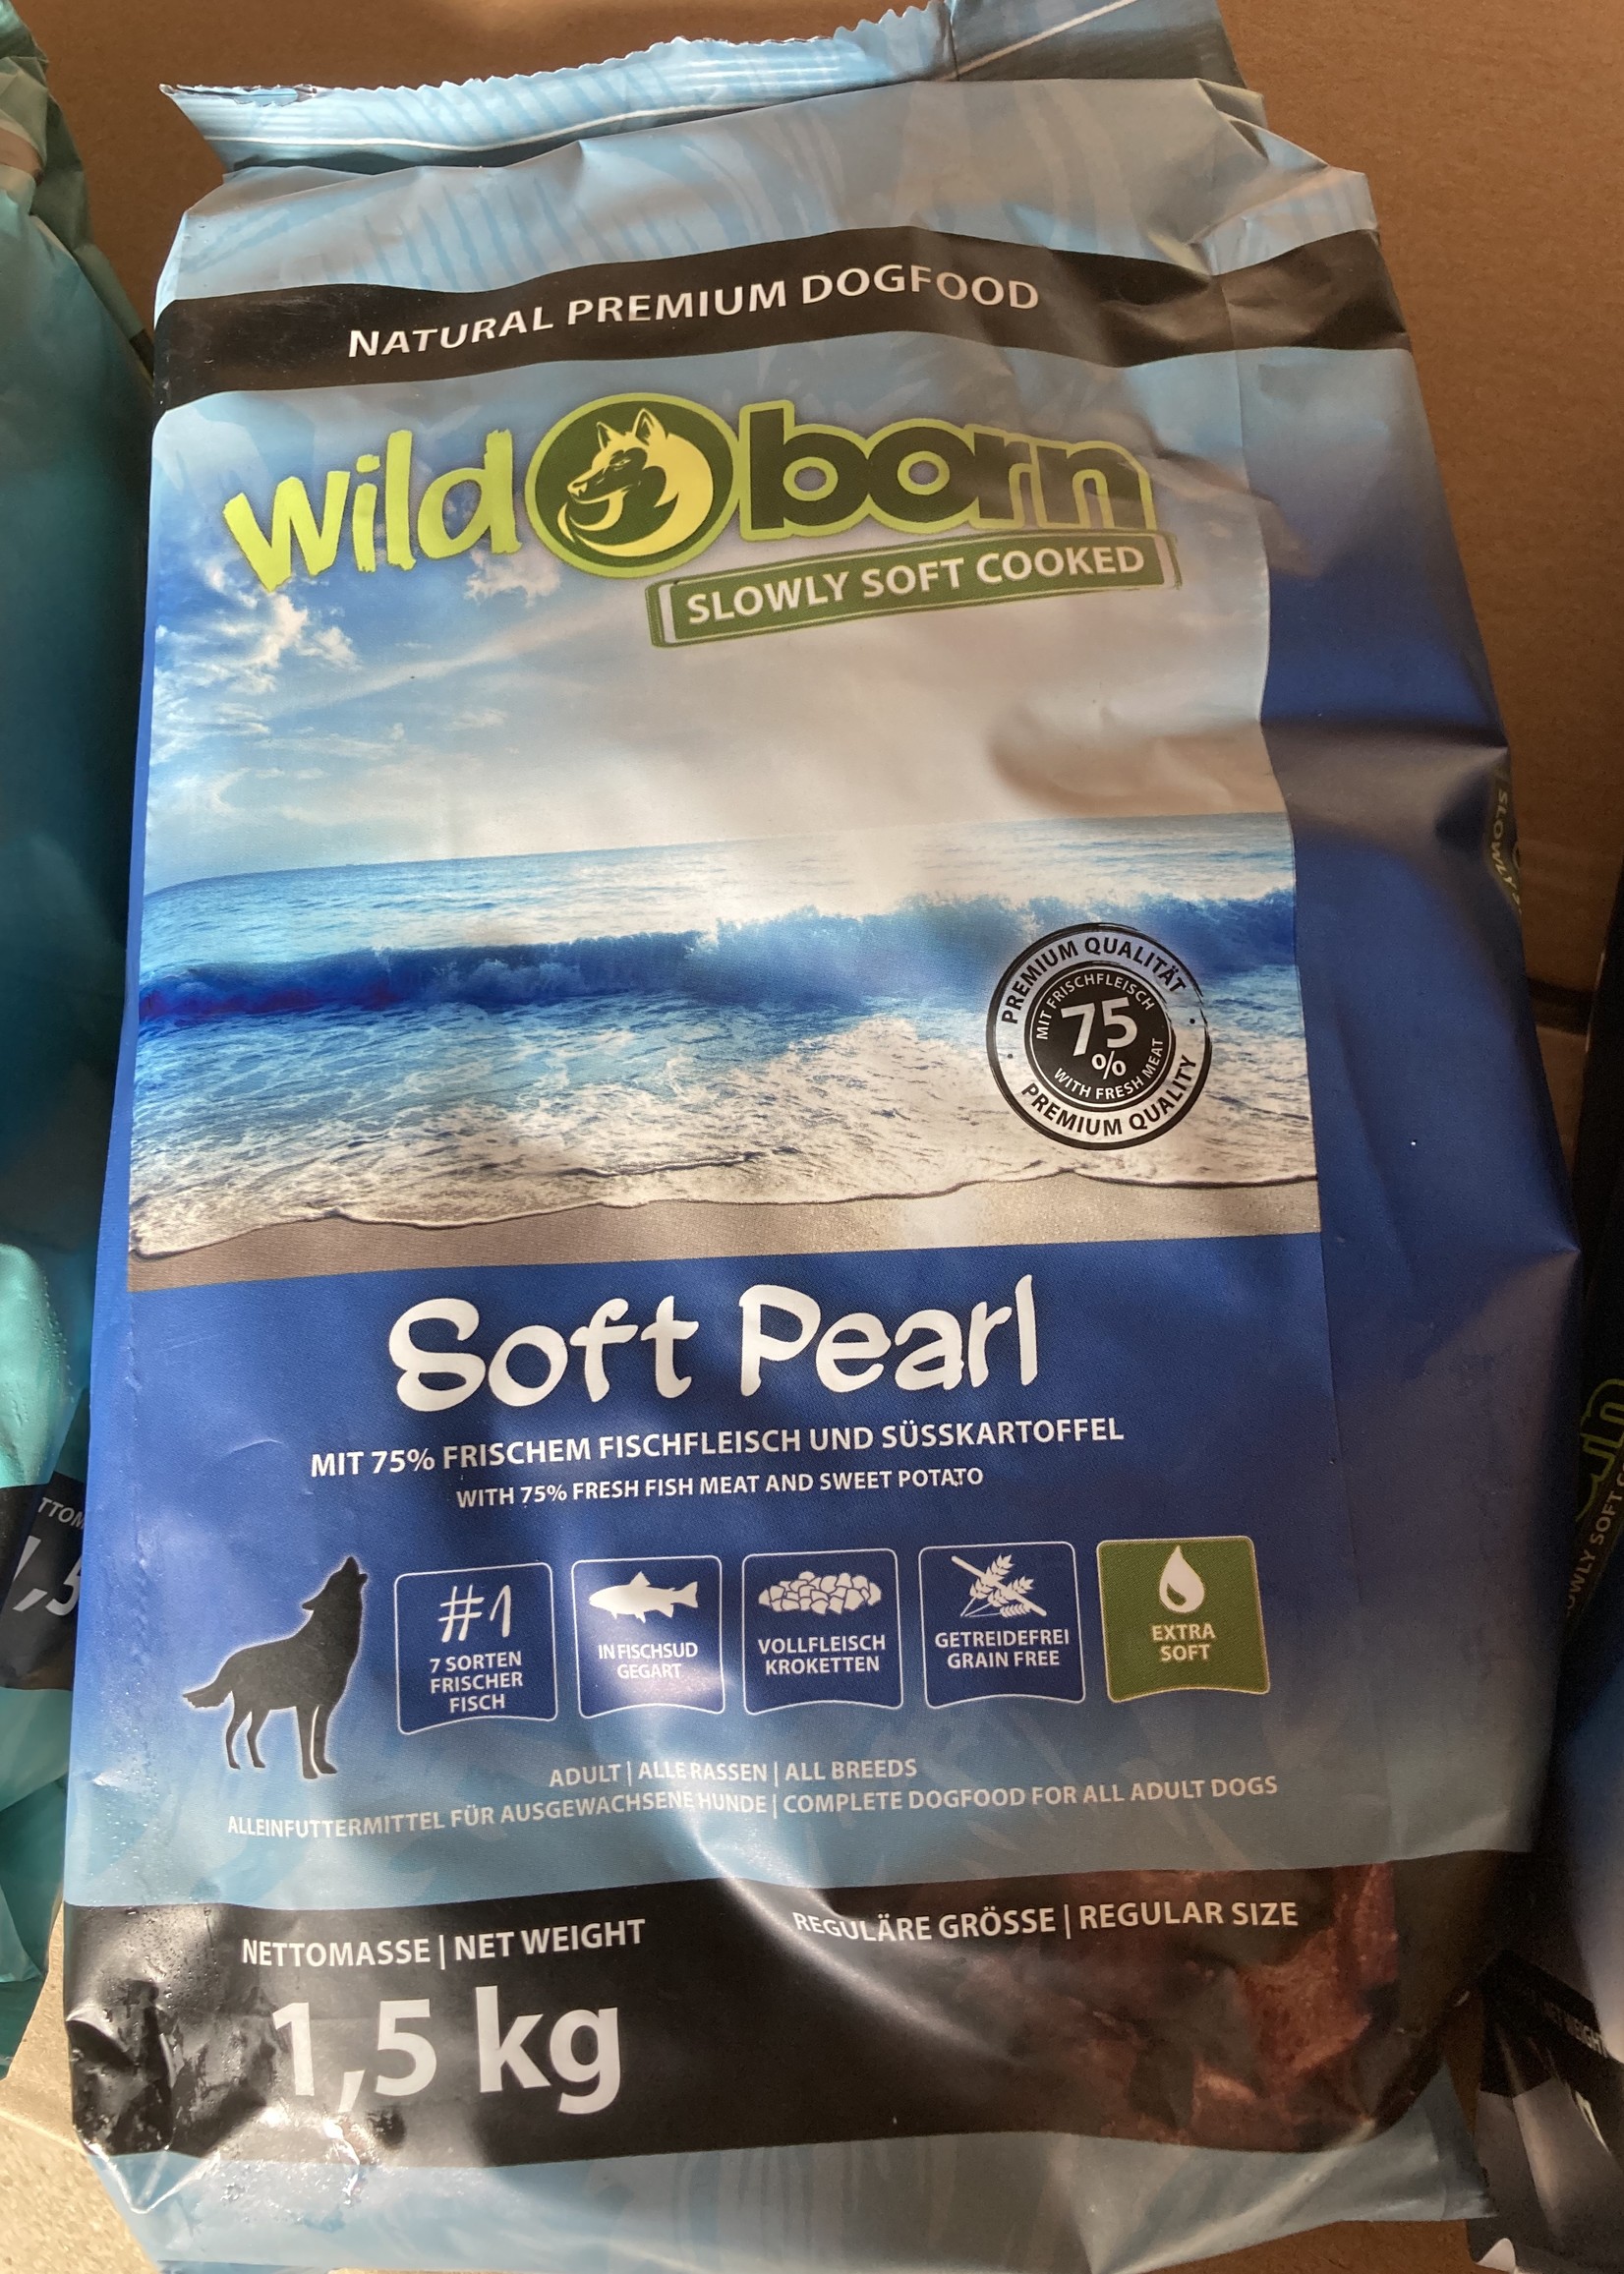 NATURAL PREMIUM DOGFOOD
wild born
SLOWLY SOFT COOKED
PREMIUM QUALITÄT
MIT FRISCHFLEISCH
75
%
WITH FRESH MEAT
PREMIUM QUALITY
Soft Pearl
MIT 75% FRISCHEM FISCHFLEISCH UND SÜSSKARTOFFEL
WITH 75% FRESH FISH MEAT AND SWEET POTATO
#1
7 SORTEN
FRISCHER
FISCH
IN FISCHSUD
GEGART
VOLLFLEISCH
KROKETTEN
GETREIDEFREI
GRAIN FREE
EXTRA
SOFT
ADULT | ALLE RASSEN | ALL BREEDS
ALLEINFUTTERMITTEL FÜR AUSGEWACHSENE HUNDE | COMPLETE DOGFOOD FOR ALL ADULT DOGS
NETTOMASSE | NET WEIGHT
1,5 kg
REGULÄRE GRÖSSE | REGULAR SIZE
SLOWLY
SOFT